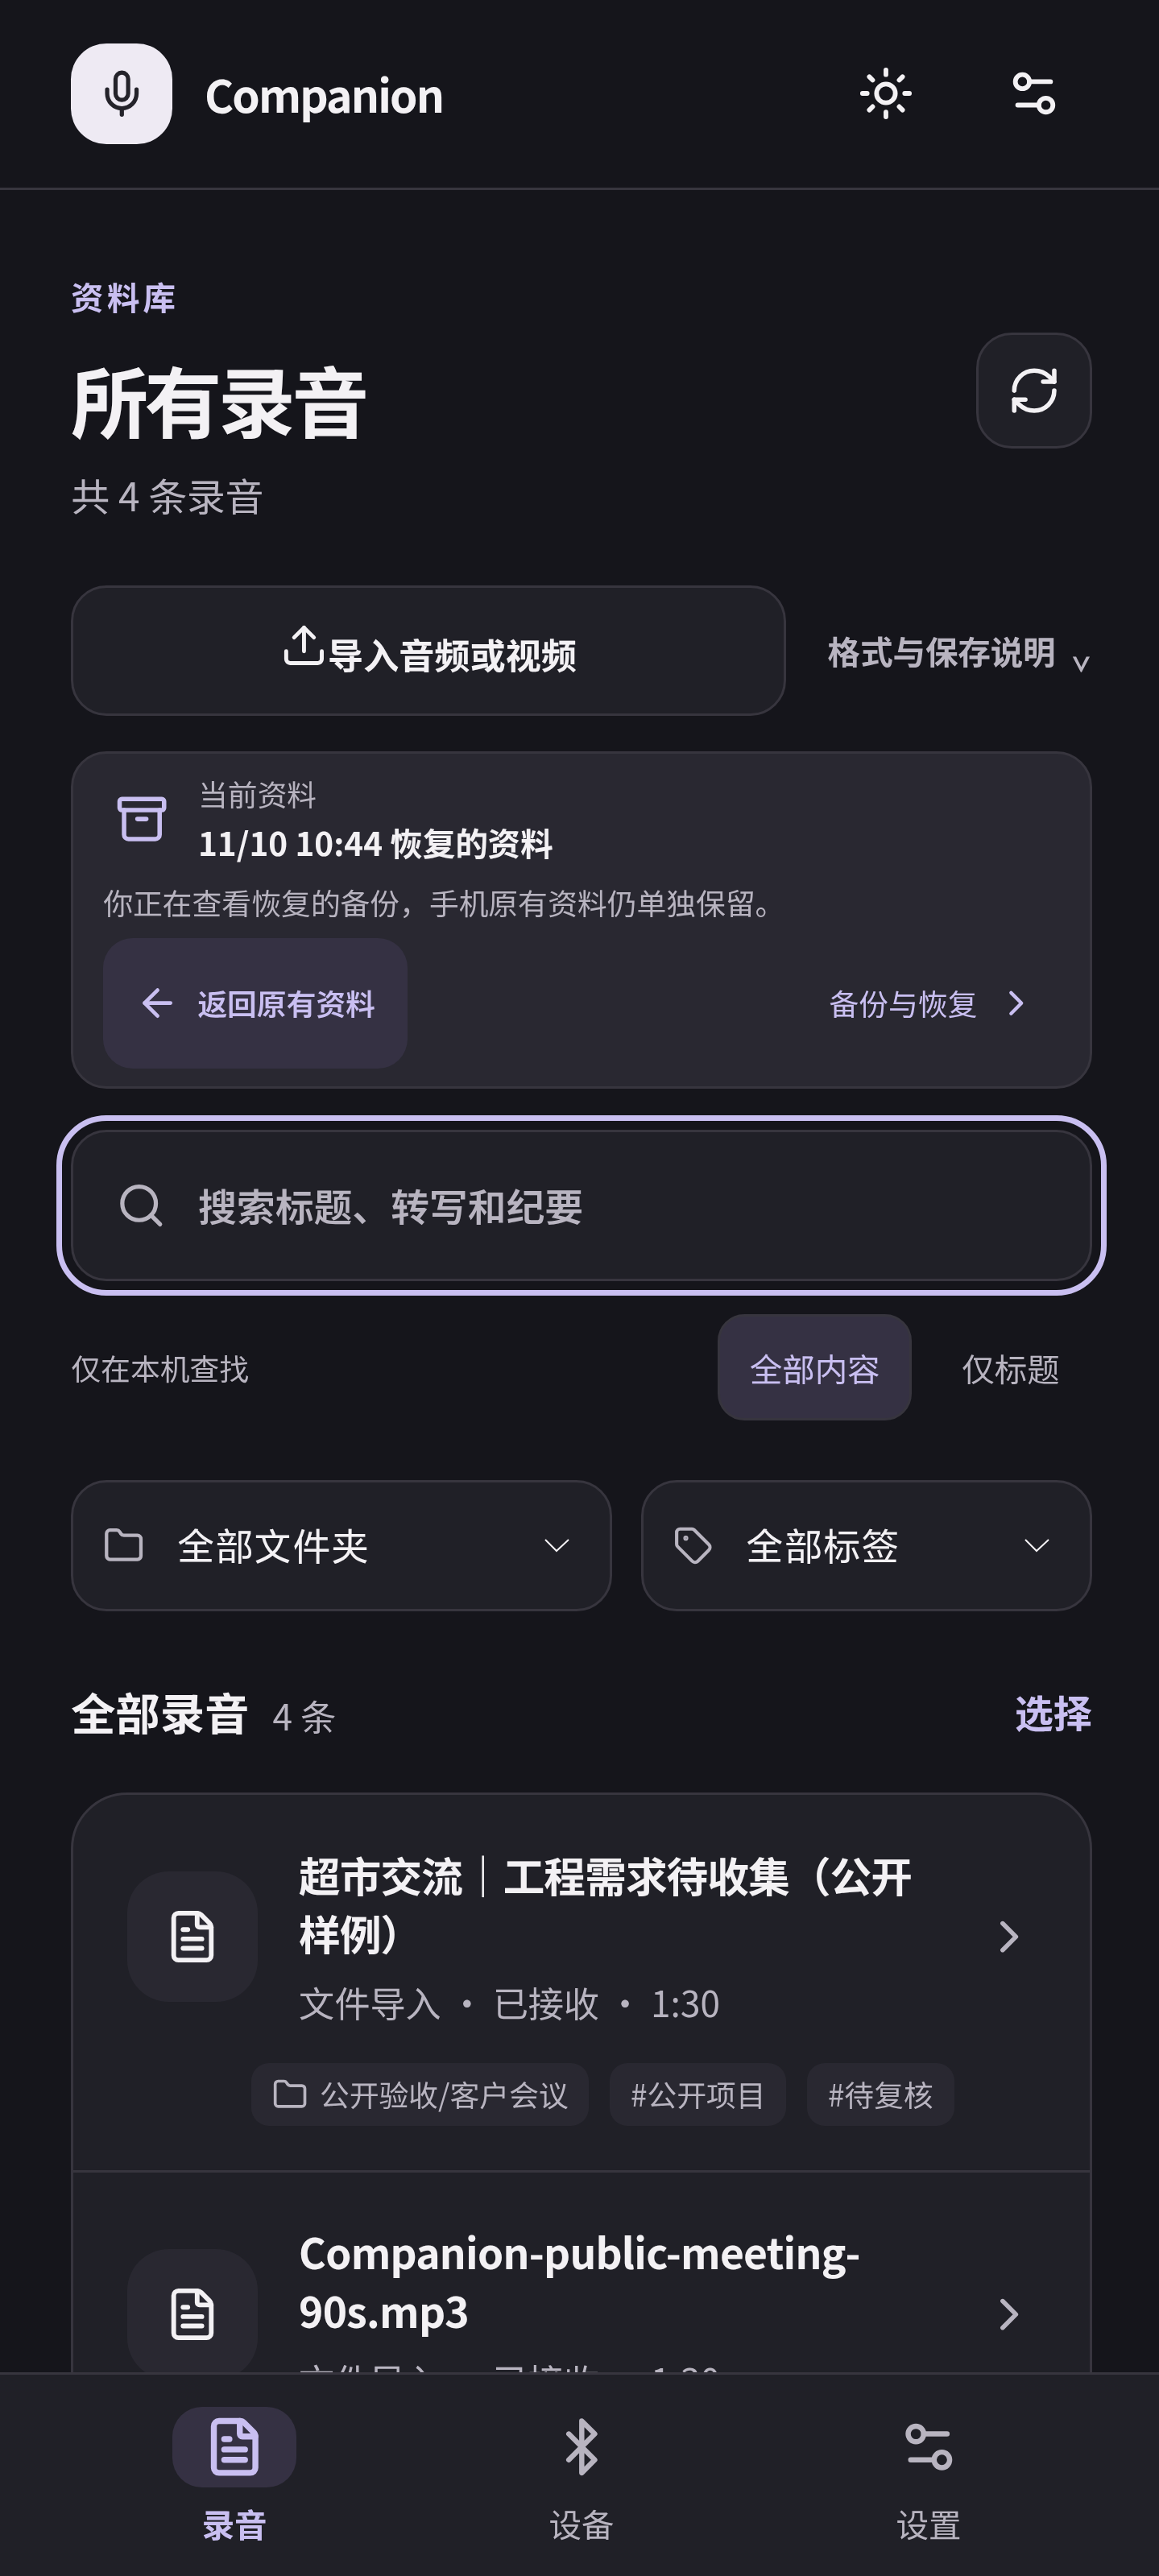 Companion
资料库
所有录音
共 4 条录音
导入音频或视频
格式与保存说明
当前资料
11/10 10:44 恢复的资料
你正在查看恢复的备份，手机原有资料仍单独保留。
返回原有资料
备份与恢复
搜索标题、转写和纪要
仅在本机查找
全部内容
仅标题
全部文件夹
全部标签
全部录音 4 条
选择
超市交流｜工程需求待收集（公开
样例）
文件导入 · 已接收 · 1:30
公开验收/客户会议
#公开项目
#待复核
Companion-public-meeting-
90s.mp3
录音
设备
设置